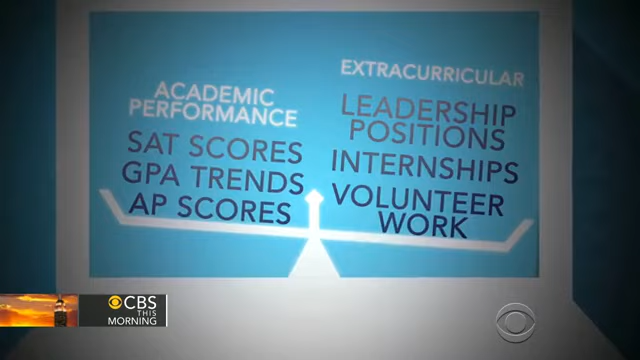 ACADEMIC
PERFORMANCE
SAT SCORES
GPA TRENDS
AP SCORES
EXTRACURRICULAR
LEADERSHIP
POSITIONS
INTERNSHIPS
VOLUNTEER
WORK
CBS
THIS
MORNING